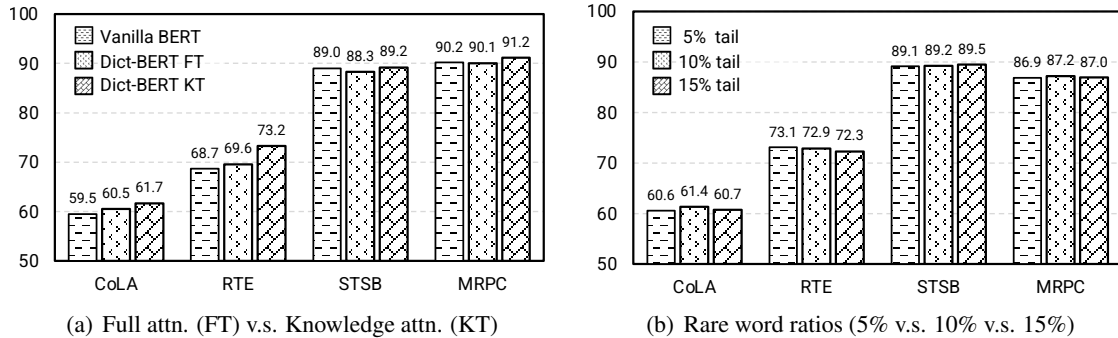 100
90
80
70
60
50
Vanilla BERT
Dict-BERT FT
Dict-BERT KT
59.5 60.5 61.7
68.7 69.6 73.2
89.0 88.3 89.2
90.2 90.1 91.2
CoLA RTE STSB MRPC
(a) Full attn. (FT) v.s. Knowledge attn. (KT)
100
90
80
70
60
50
5% tail
10% tail
15% tail
60.6 61.4 60.7
73.1 72.9 72.3
89.1 89.2 89.5
86.9 87.2 87.0
CoLA RTE STSB MRPC
(b) Rare word ratios (5% v.s. 10% v.s. 15%)